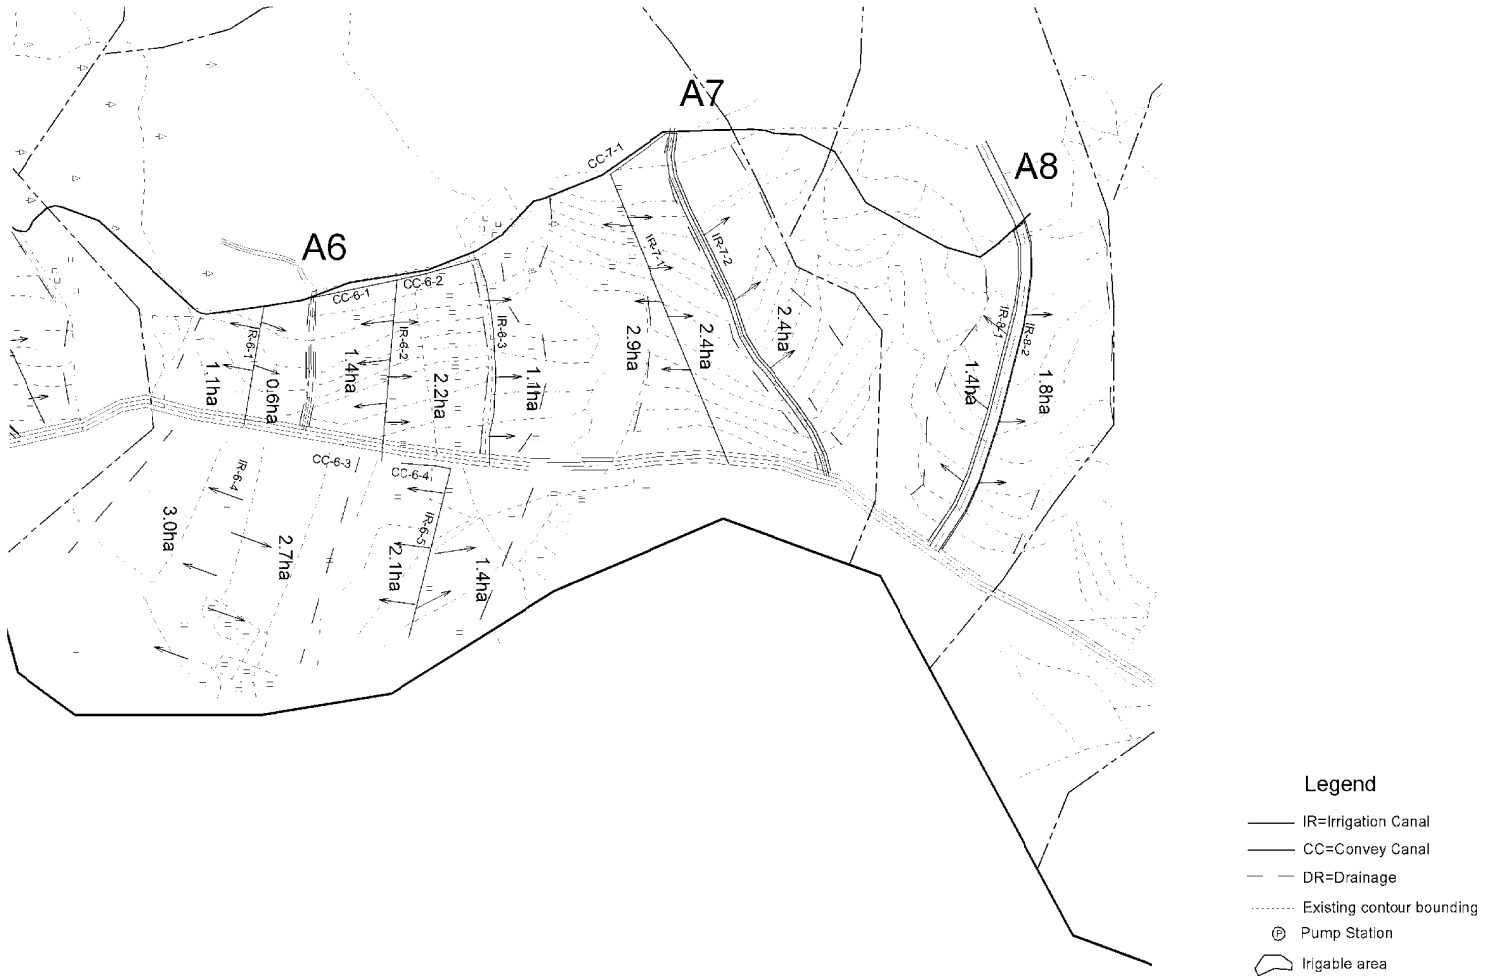 A7
A8
A6
CC-7-1
CC-6-1
CC-6-2
IR-7-1
IR-7-2
IR-6-1
IR-6-2
IR-6-3
IR-8-1
IR-8-2
1.1ha
0.6ha
1.4ha
2.2ha
1.1ha
2.9ha
2.4ha
2.4ha
1.4ha
1.8ha
CC-6-3
CC-6-4
IR-6-4
IR-6-5
3.0ha
2.7ha
2.1ha
1.4ha
Legend
IR=Irrigation Canal
CC=Convey Canal
DR=Drainage
Existing contour bounding
P Pump Station
Irigable area